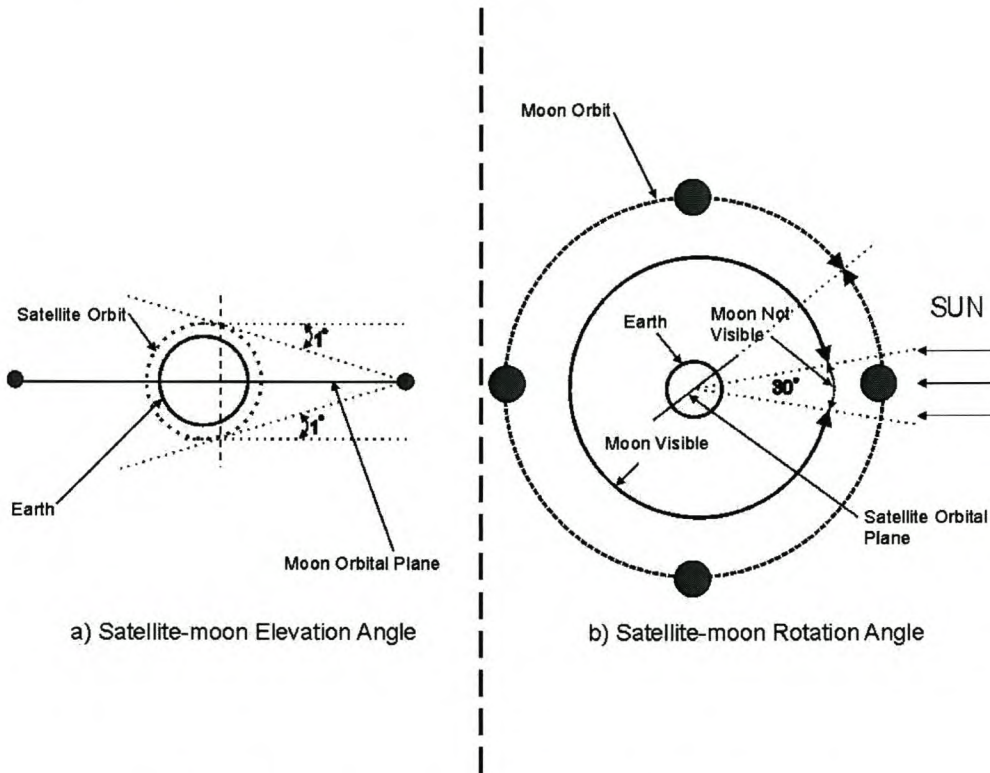 Satellite Orbit
1°
1°
Earth
Moon Orbital Plane
a) Satellite-moon Elevation Angle
Moon Orbit
SUN
Earth
Moon Not
Visible
30°
Moon Visible
Satellite Orbital
Plane
b) Satellite-moon Rotation Angle